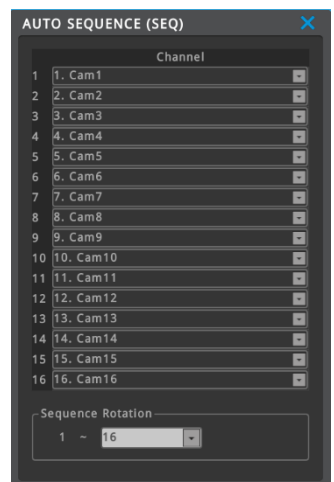 AUTO SEQUENCE (SEQ)
Channel
1 1. Cam1
2 2. Cam2
3 3. Cam3
4 4. Cam4
5 5. Cam5
6 6. Cam6
7 7. Cam7
8 8. Cam8
9 9. Cam9
10 10. Cam10
11 11. Cam11
12 12. Cam12
13 13. Cam13
14 14. Cam14
15 15. Cam15
16 16. Cam16
Sequence Rotation
1 ~ 16